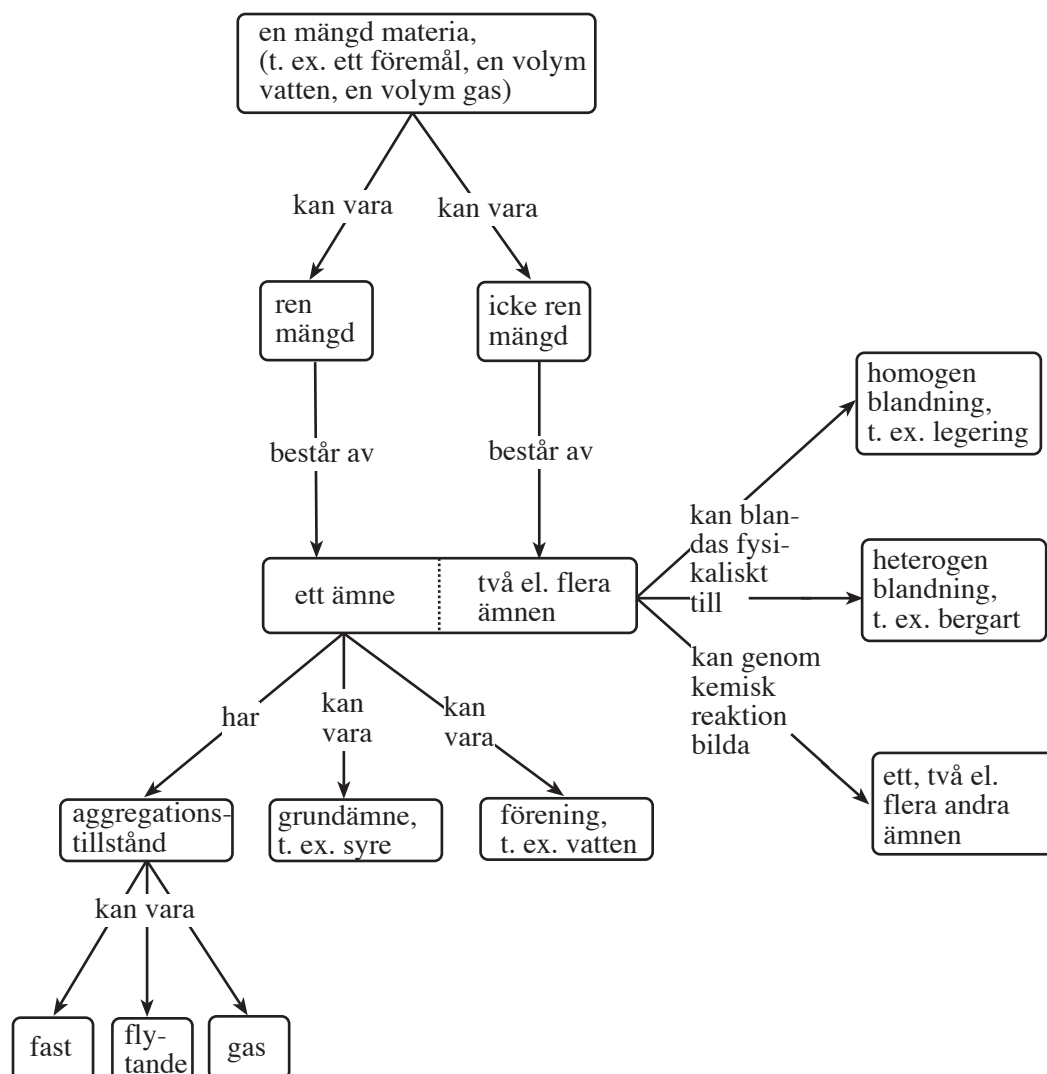 en mängd materia,
(t. ex. ett föremål, en volym
vatten, en volym gas)
kan vara
kan vara
ren
mängd
icke ren
mängd
består av
består av
homogen
blandning,
t. ex. legering
kan blan-
das fysi-
kaliskt
till
ett ämne
två el. flera
ämnen
heterogen
blandning,
t. ex. bergart
kan genom
kemisk
reaktion
bilda
har
kan
vara
kan
vara
ett, två el.
flera andra
ämnen
aggregations-
tillstånd
grundämne,
t. ex. syre
förening,
t. ex. vatten
kan vara
fast
fly-
tande
gas